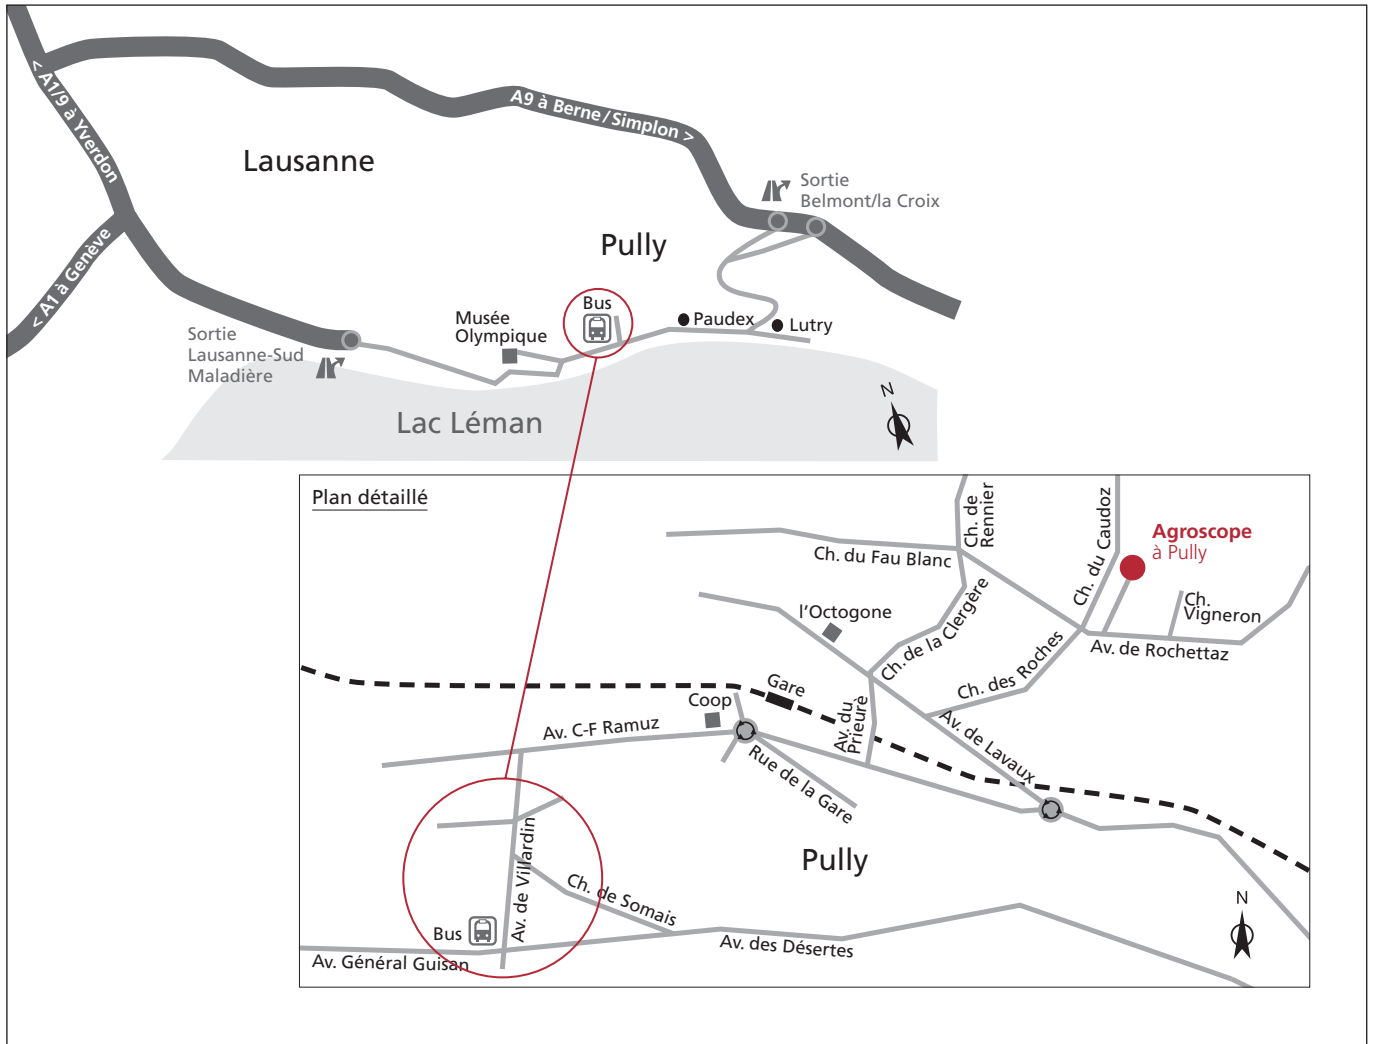 < A1/9 à Yverdon
A9 à Berne / Simplon >
Lausanne
Sortie
Belmont/la Croix
Pully
< A1 à Genève
Bus
Musée
Olympique
Paudex
Lutry
Sortie
Lausanne-Sud
Maladière
N
Lac Léman
Plan détaillé
Ch. de
Rennier
Ch. du Caudoz
Agroscope
à Pully
Ch. du Fau Blanc
l'Octogone
Ch. de la Clergère
Ch.
Vigneron
Av. de Rochettaz
Ch. des Roches
Gare
Coop
Av. C-F Ramuz
Av. du
Prieurè
Av. de Lavaux
Rue de la Gare
Pully
Av. de Villardin
Ch. de Somais
N
Bus
Av. des Désertes
Av. Général Guisan